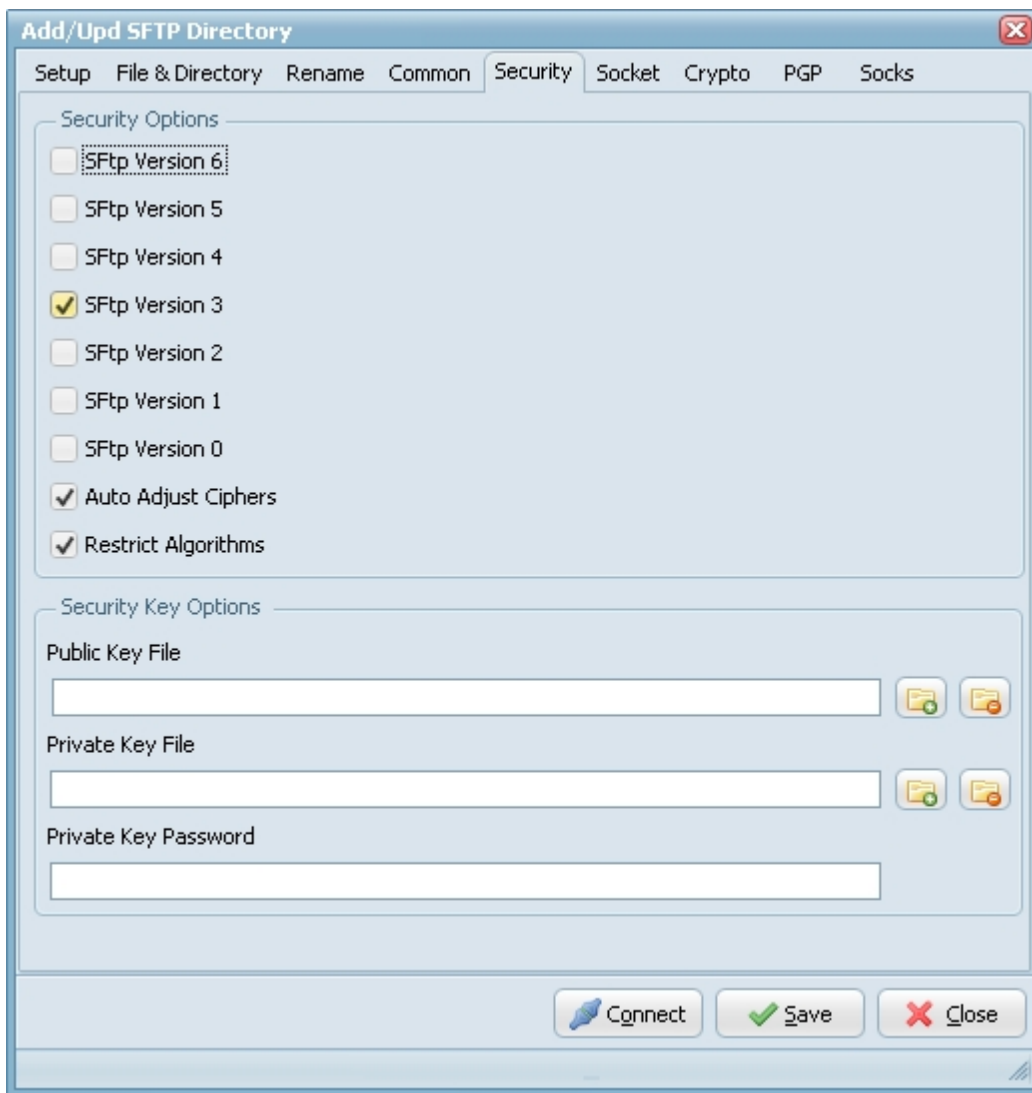 Add/Upd SFTP Directory
Setup File & Directory Rename Common Security Socket Crypto PGP Socks
Security Options
SFtp Version 6
SFtp Version 5
SFtp Version 4
SFtp Version 3
SFtp Version 2
SFtp Version 1
SFtp Version 0
Auto Adjust Ciphers
Restrict Algorithms
Security Key Options
Public Key File
Private Key File
Private Key Password
Connect Save Close